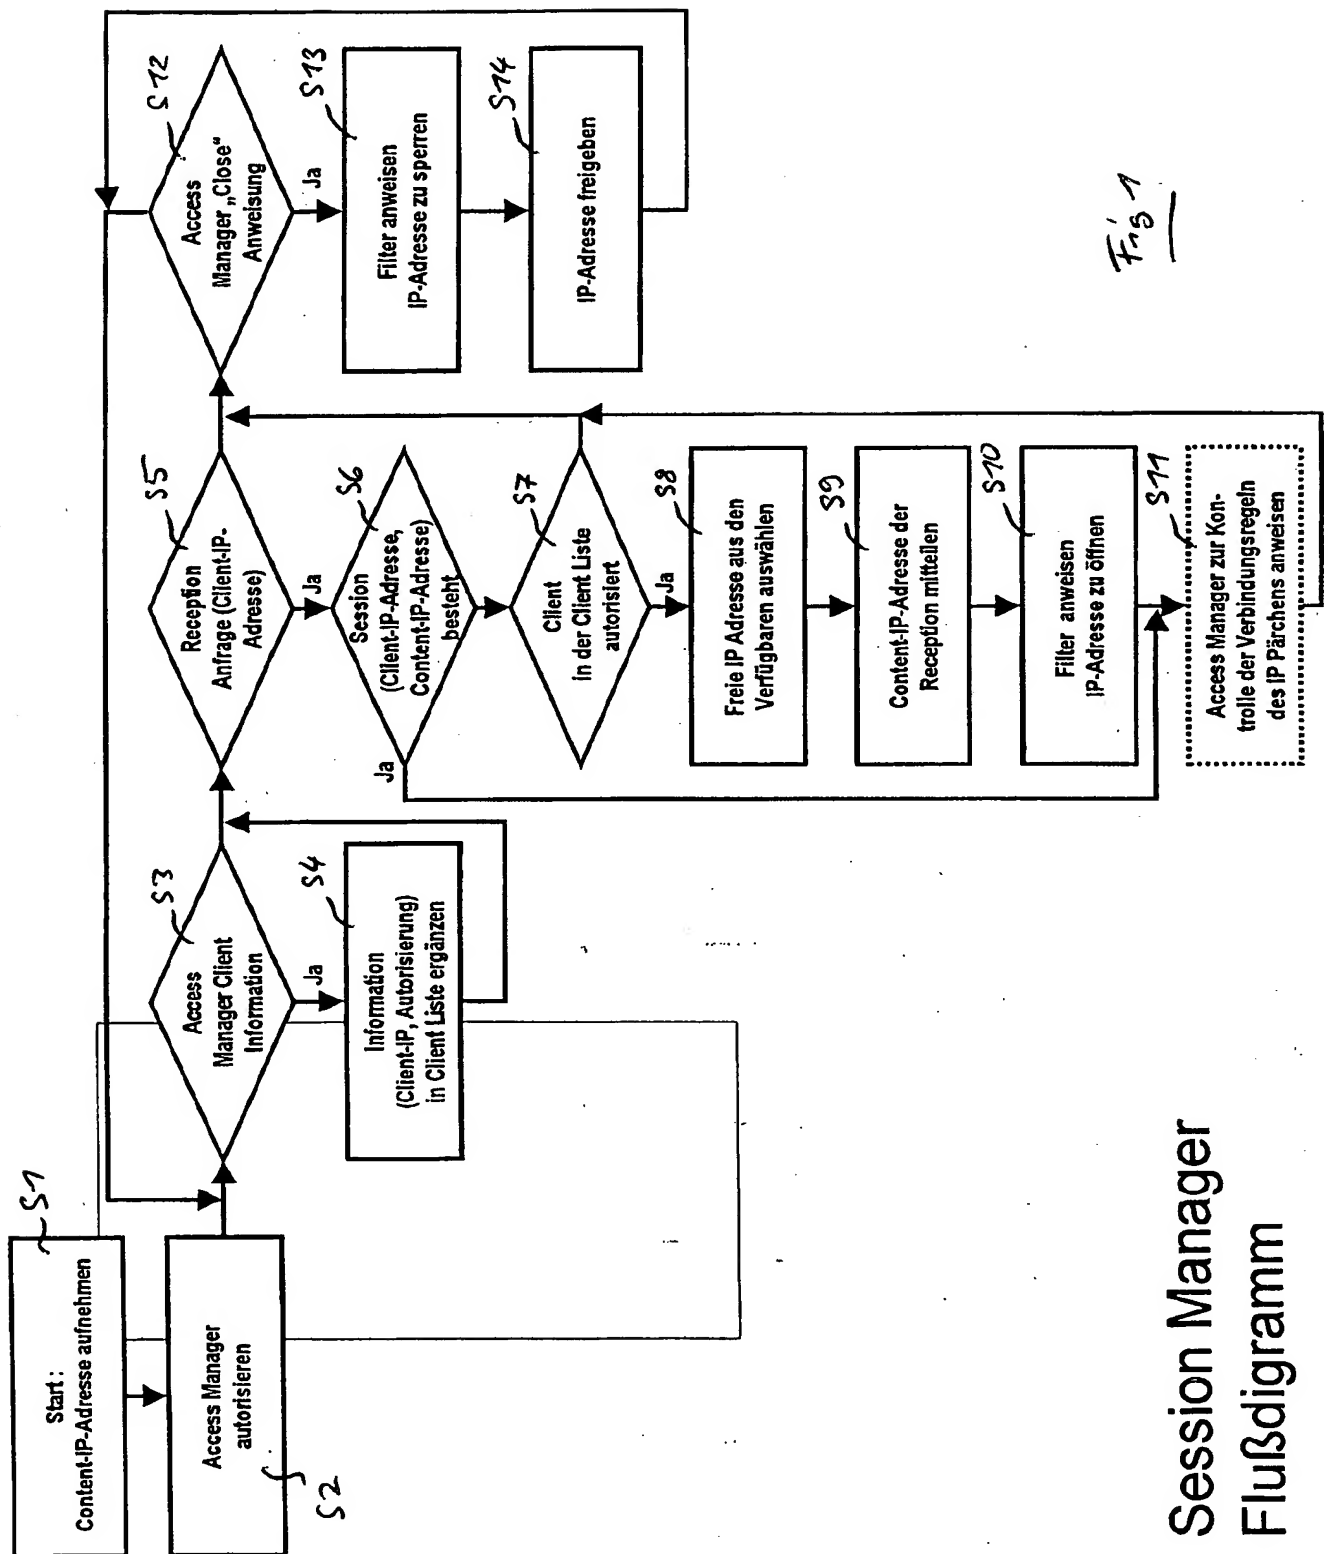 S1
Start :
Content-IP-Adresse aufnehmen
Access Manager
autorisieren
S2
S3
Access
Manager Client
Information
Ja
S4
Information
(Client-IP, Autorisierung)
in Client Liste ergänzen
S5
Reception
Anfrage (Client-IP-
Adresse)
Ja
S6
Session
(Client-IP-Adresse,
Content-IP-Adresse)
besteht
Ja
S7
Client
in der Client Liste
autorisiert
Ja
S8
Freie IP Adresse aus den
Verfügbaren auswählen
S9
Content-IP-Adresse der
Reception mitteilen
S10
Filter anweisen
IP-Adresse zu öffnen
S11
Access Manager zur Kon-
trolle der Verbindungsregeln
des IP Pärchens anweisen
S12
Access
Manager „Close“
Anweisung
Ja
S13
Filter anweisen
IP-Adresse zu sperren
S14
IP-Adresse freigeben
Fig 1
Session Manager
Flußdigramm